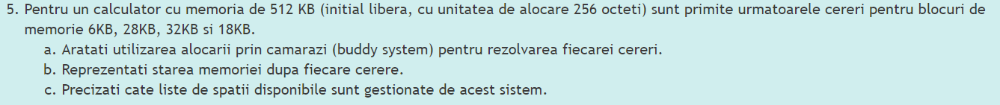 5. Pentru un calculator cu memoria de 512 KB (initial libera, cu unitatea de alocare 256 octeti) sunt primite urmatoarele cereri pentru blocuri de
memorie 6KB, 28KB, 32KB si 18KB.
a. Aratati utilizarea alocarii prin camarazi (buddy system) pentru rezolvarea fiecarei cereri.
b. Reprezentati starea memoriei dupa fiecare cerere.
c. Precizati cate liste de spatii disponibile sunt gestionate de acest sistem.